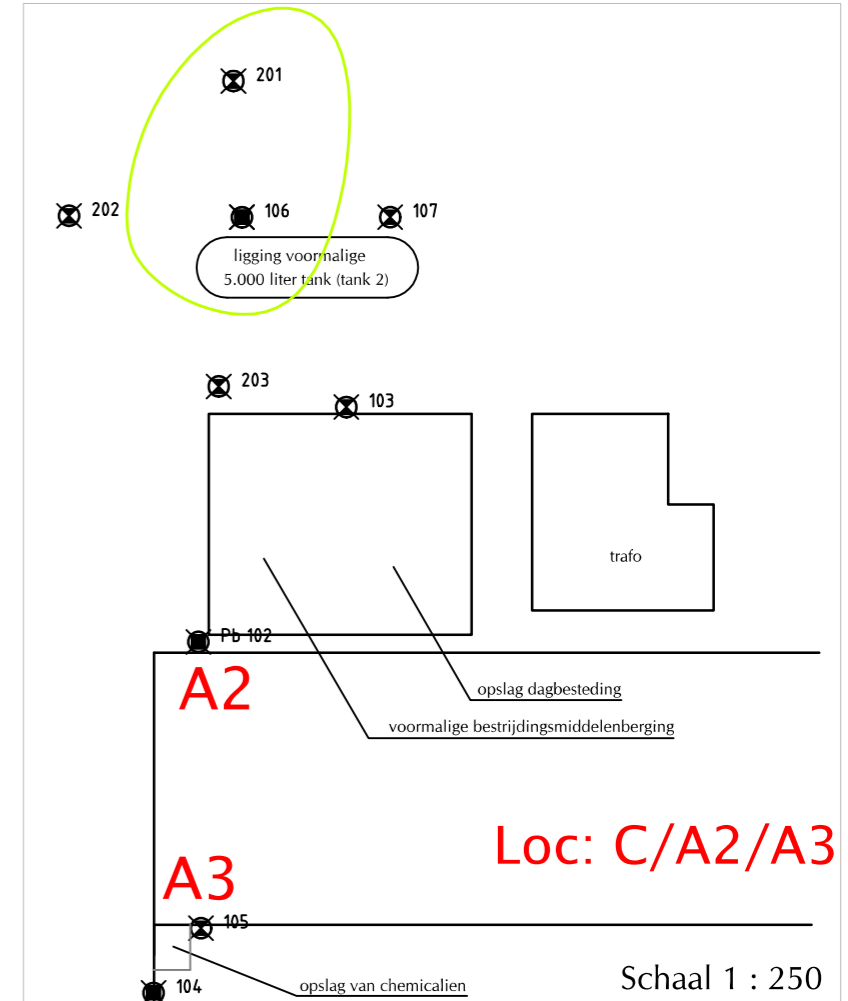 201
202
106
107
ligging voormalige
5.000 liter tank (tank 2)
203
103
trafo
Pb 102
A2
opslag dagbesteding
voormalige bestrijdingsmiddelenberging
Loc: C/A2/A3
A3
105
Schaal 1 : 250
104
opslag van chemicalien